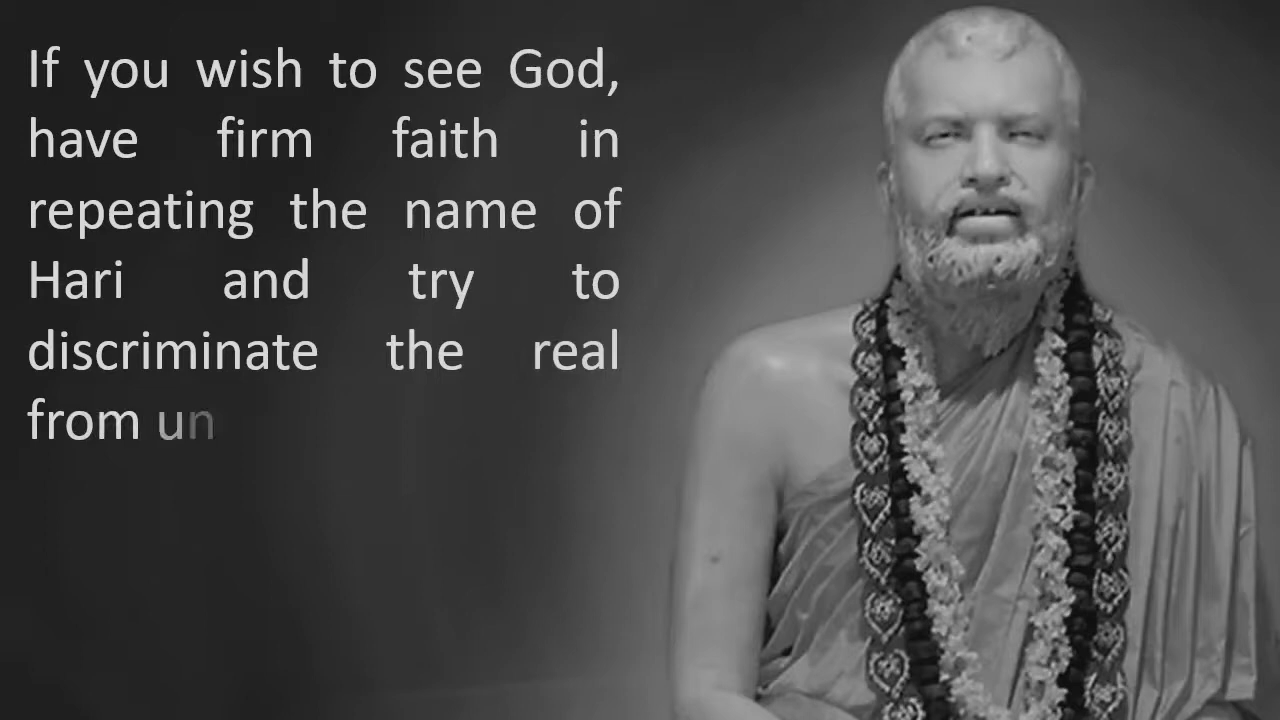 If you wish to see God,
have firm faith in
repeating the name of
Hari and try to
discriminate the real
from un